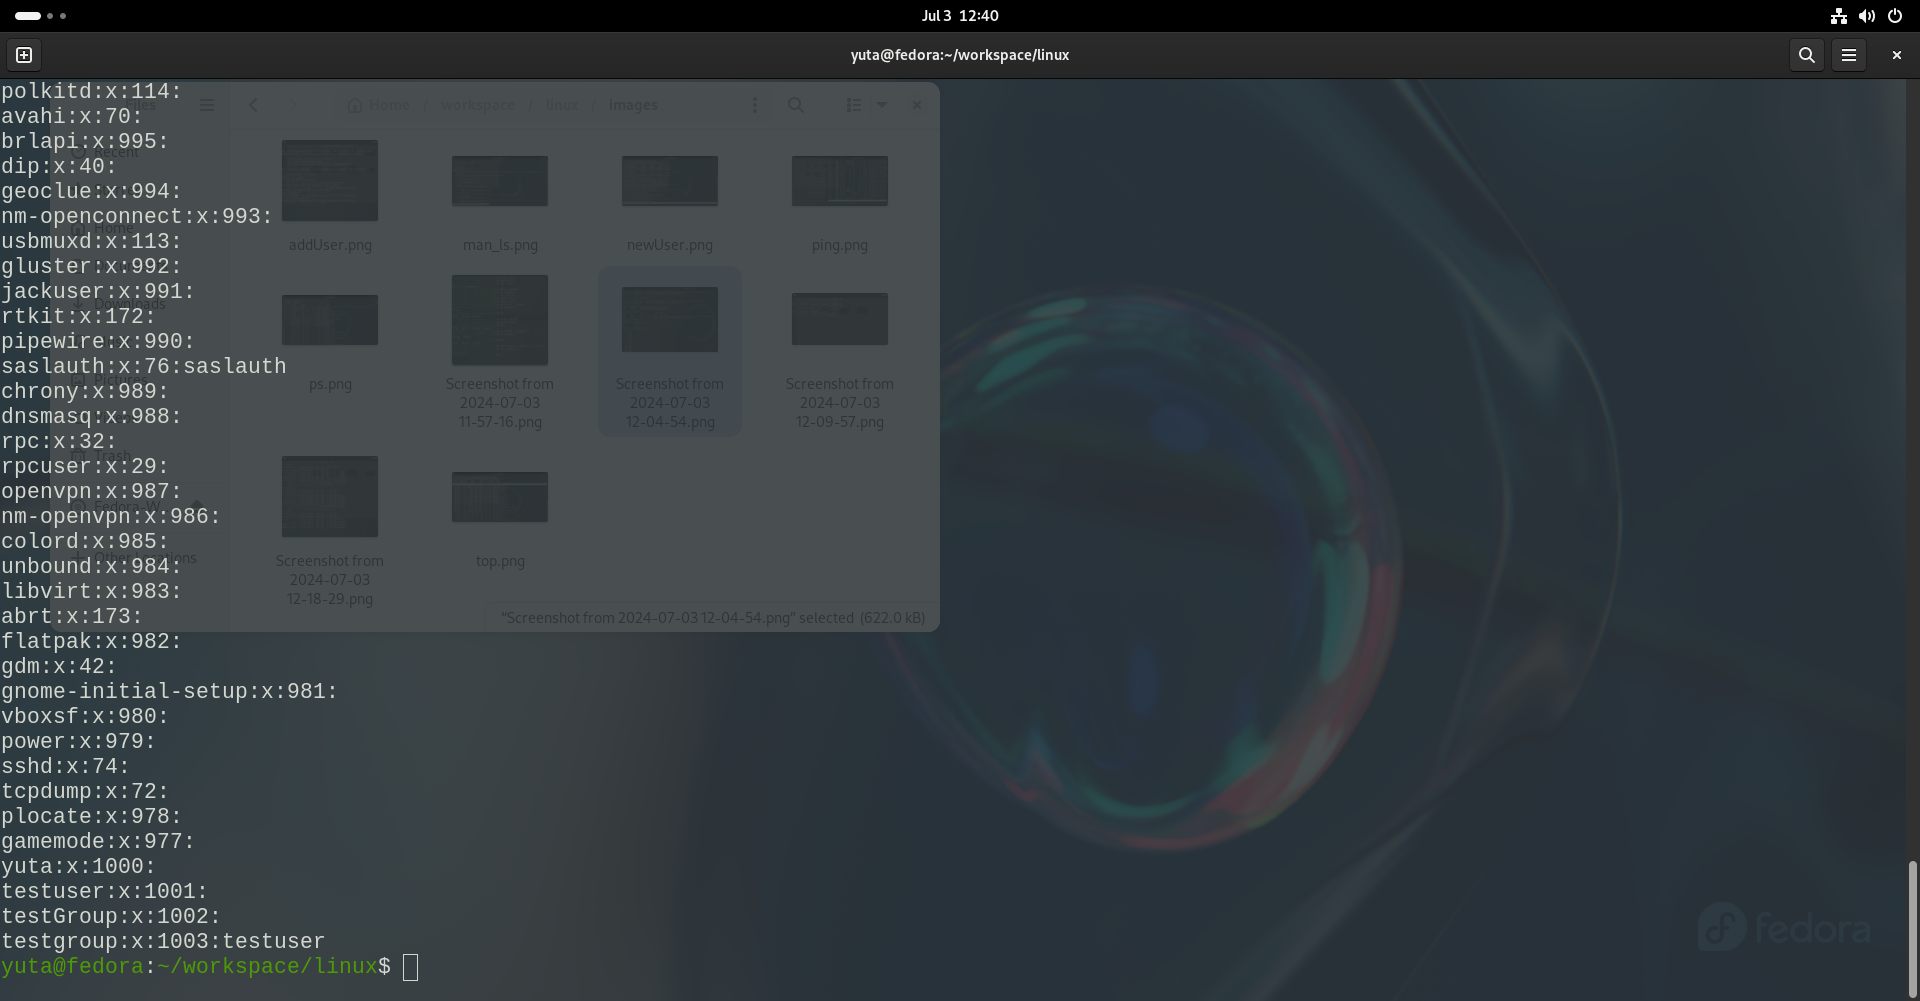 Jul 3 12:40
yuta@fedora:~/workspace/linux
polkitd:x:114:
avahi:x:70:
brlapi:x:995:
dip:x:40:
geoclue:x:994:
nm-openconnect:x:993:
usbmuxd:x:113:
gluster:x:992:
jackuser:x:991:
rtkit:x:172:
pipewire:x:990:
saslauth:x:76:saslauth
chrony:x:989:
dnsmasq:x:988:
rpc:x:32:
rpcuser:x:29:
openvpn:x:987:
nm-openvpn:x:986:
colord:x:985:
unbound:x:984:
libvirt:x:983:
abrt:x:173:
flatpak:x:982:
gdm:x:42:
gnome-initial-setup:x:981:
vboxsf:x:980:
power:x:979:
sshd:x:74:
tcpdump:x:72:
plocate:x:978:
gamemode:x:977:
yuta:x:1000:
testuser:x:1001:
testGroup:x:1002:
testgroup:x:1003:testuser
yuta@fedora:~/workspace/linux$
Files
Home / workspace / linux / images
Recent
Home
Downloads
Pictures
Trash
Other Locations
addUser.png
man_ls.png
newUser.png
ping.png
ps.png
Screenshot from
2024-07-03
11-57-16.png
Screenshot from
2024-07-03
12-04-54.png
Screenshot from
2024-07-03
12-09-57.png
Screenshot from
2024-07-03
12-18-29.png
top.png
"Screenshot from 2024-07-03 12-04-54.png" selected (622.0 kB)
fedora